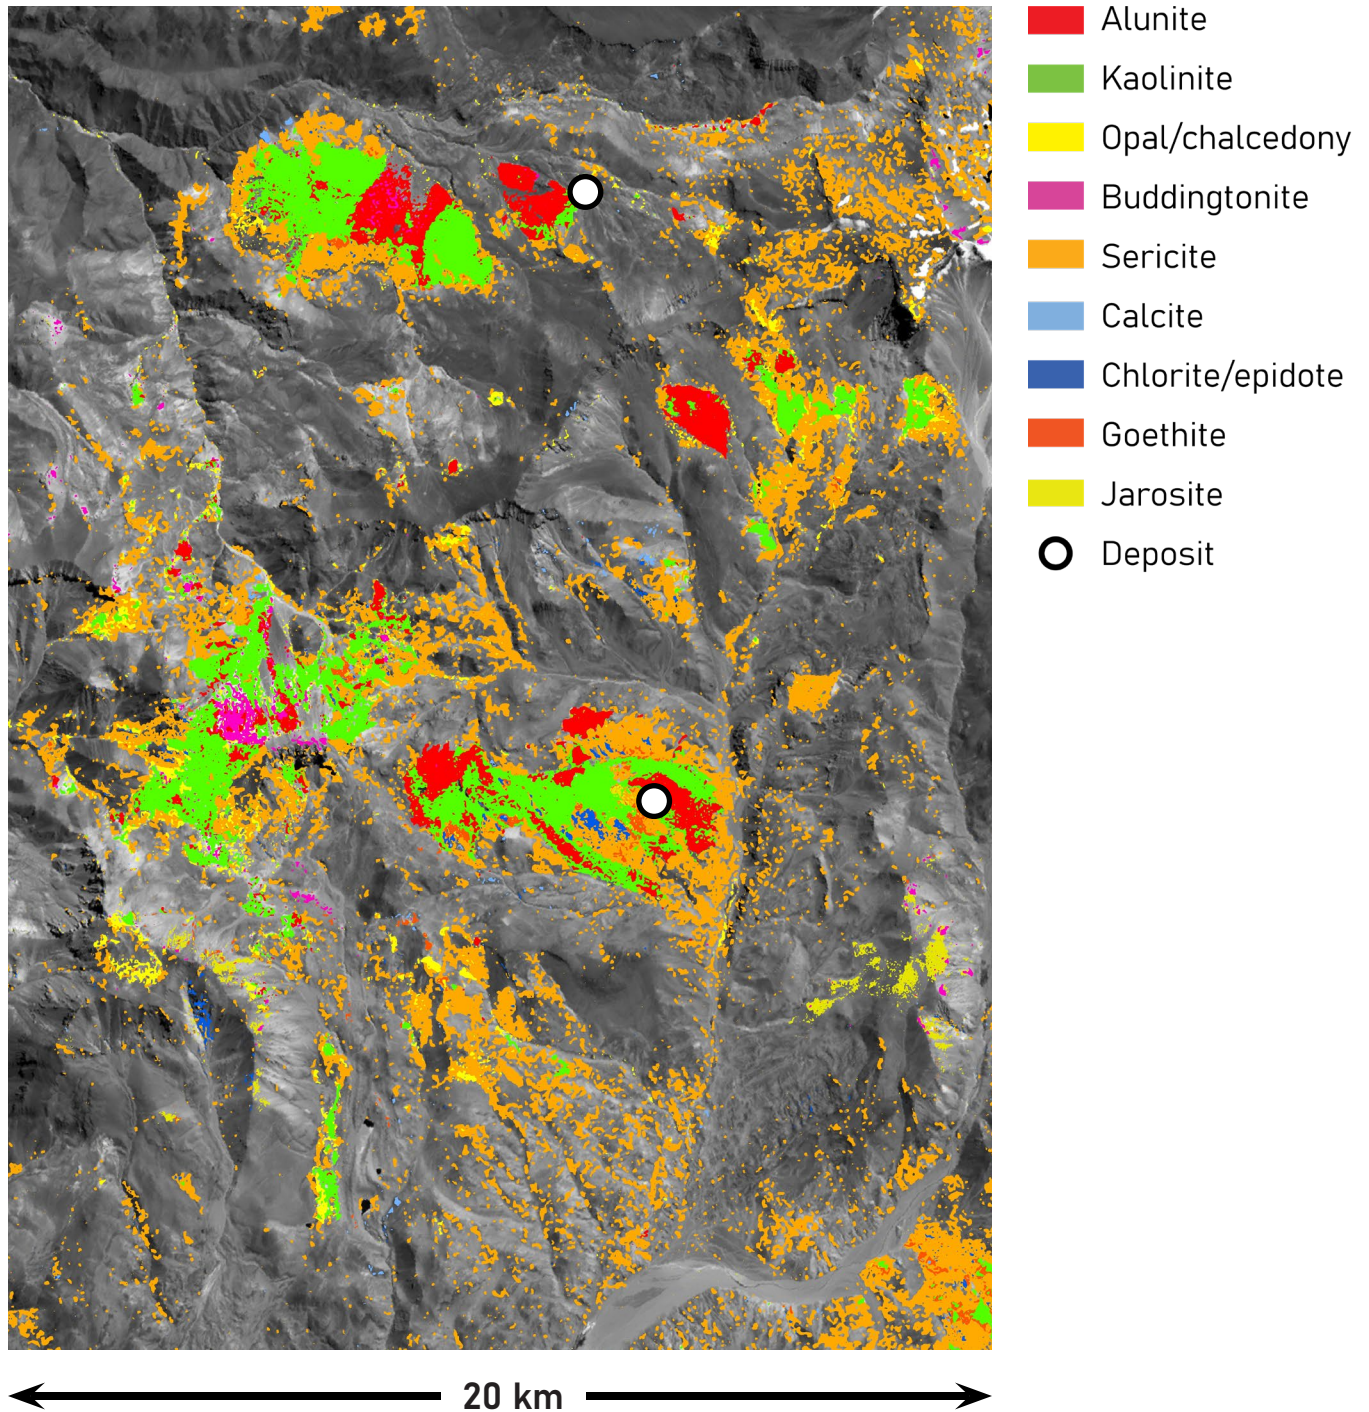 Alunite
Kaolinite
Opal/chalcedony
Buddingtonite
Sericite
Calcite
Chlorite/epidote
Goethite
Jarosite
Deposit
20 km